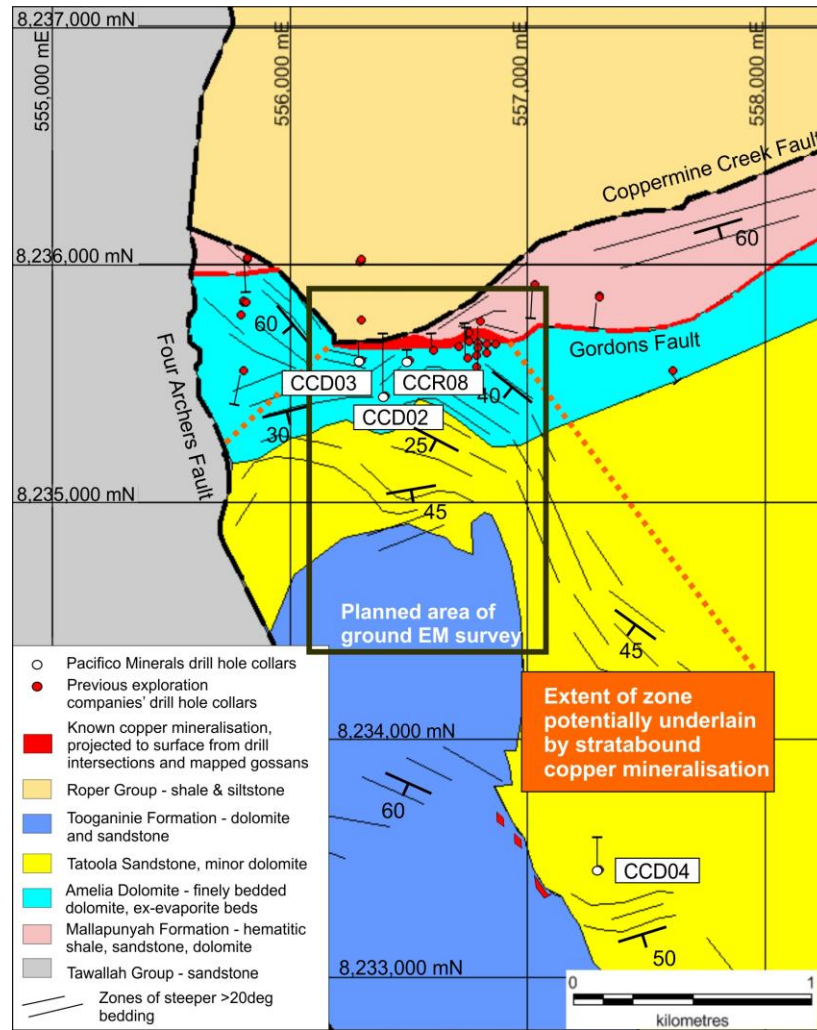 8,237,000 mN
555,000 mE
556,000 mE
557,000 mE
558,000 mE
Coppermine Creek Fault
60
8,236,000 mN
60
Gordons Fault
Four Archers Fault
CCD03
CCR08
40
CCD02
30
25
8,235,000 mN
45
Planned area of
ground EM survey
45
Pacifico Minerals drill hole collars
Previous exploration
companies' drill hole collars
Known copper mineralisation,
projected to surface from drill
intersections and mapped gossans
Roper Group - shale & siltstone
Tooganinie Formation - dolomite
and sandstone
Tatoola Sandstone, minor dolomite
Amelia Dolomite - finely bedded
dolomite, ex-evaporite beds
Mallapunyah Formation - hematitic
shale, sandstone, dolomite
Tawallah Group - sandstone
Zones of steeper >20deg
bedding
Extent of zone
potentially underlain
by stratabound
copper mineralisation
8,234,000 mN
60
CCD04
50
8,233,000 mN
0
1
kilometres